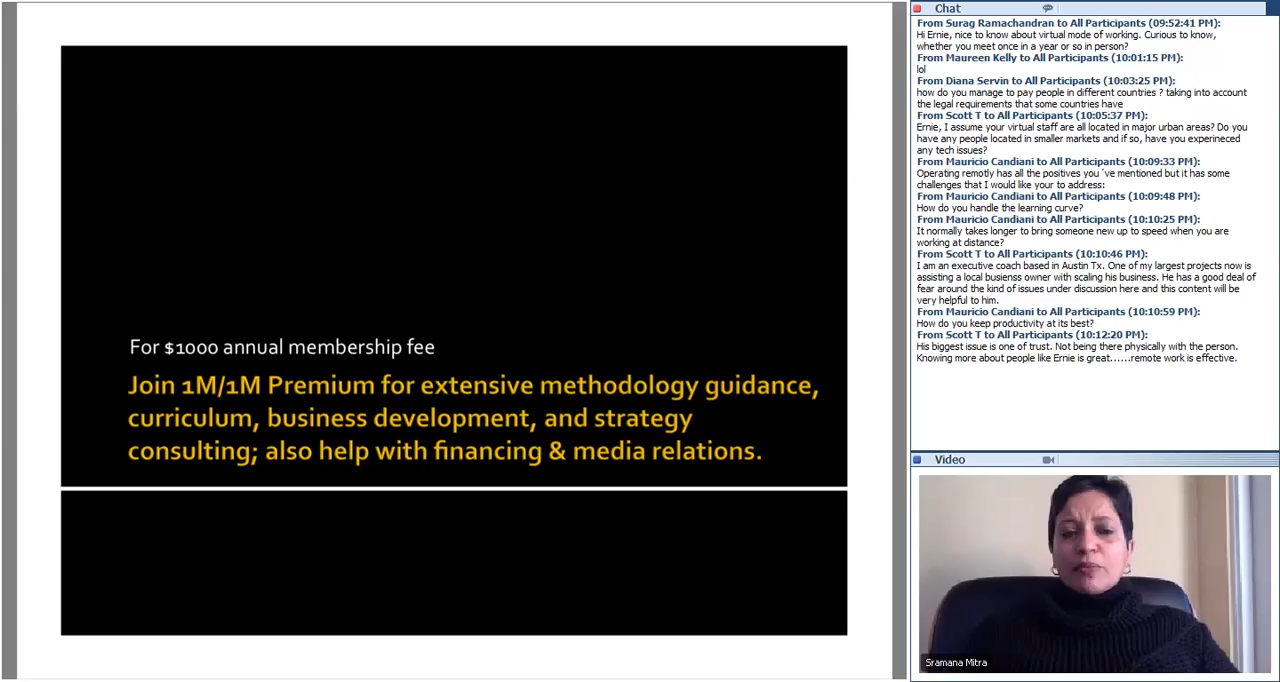 For $1000 annual membership fee
Join 1M/1M Premium for extensive methodology guidance,
curriculum, business development, and strategy
consulting; also help with financing & media relations.
Chat
From Surag Ramachandran to All Participants (09:52:41 PM):
Hi Ernie, nice to know about virtual mode of working. Curious to know,
whether you meet once in a year or so in person?
From Maureen Kelly to All Participants (10:01:15 PM):
lol
From Diana Servin to All Participants (10:03:25 PM):
how do you manage to pay people in different countries ? taking into account
the legal requirements that some countries have
From Scott T to All Participants (10:05:37 PM):
Ernie, I assume your virtual staff are all located in major urban areas? Do you
have any people located in smaller markets and if so, have you experineced
any tech issues?
From Mauricio Candiani to All Participants (10:09:33 PM):
Operating remotly has all the positives you´ve mentioned but it has some
challenges that I would like your to address:
From Mauricio Candiani to All Participants (10:09:48 PM):
How do you handle the learning curve?
From Mauricio Candiani to All Participants (10:10:25 PM):
It normally takes longer to bring someone new up to speed when you are
working at distance?
From Scott T to All Participants (10:10:46 PM):
I am an executive coach based in Austin Tx. One of my largest projects now is
assisting a local busienss owner with scaling his business. He has a good deal of
fear around the kind of issues under discussion here and this content will be
very helpful to him.
From Mauricio Candiani to All Participants (10:10:59 PM):
How do you keep productivity at its best?
From Scott T to All Participants (10:12:20 PM):
His biggest issue is one of trust. Not being there physically with the person.
Knowing more about people like Ernie is great......remote work is effective.
Video
Sramana Mitra